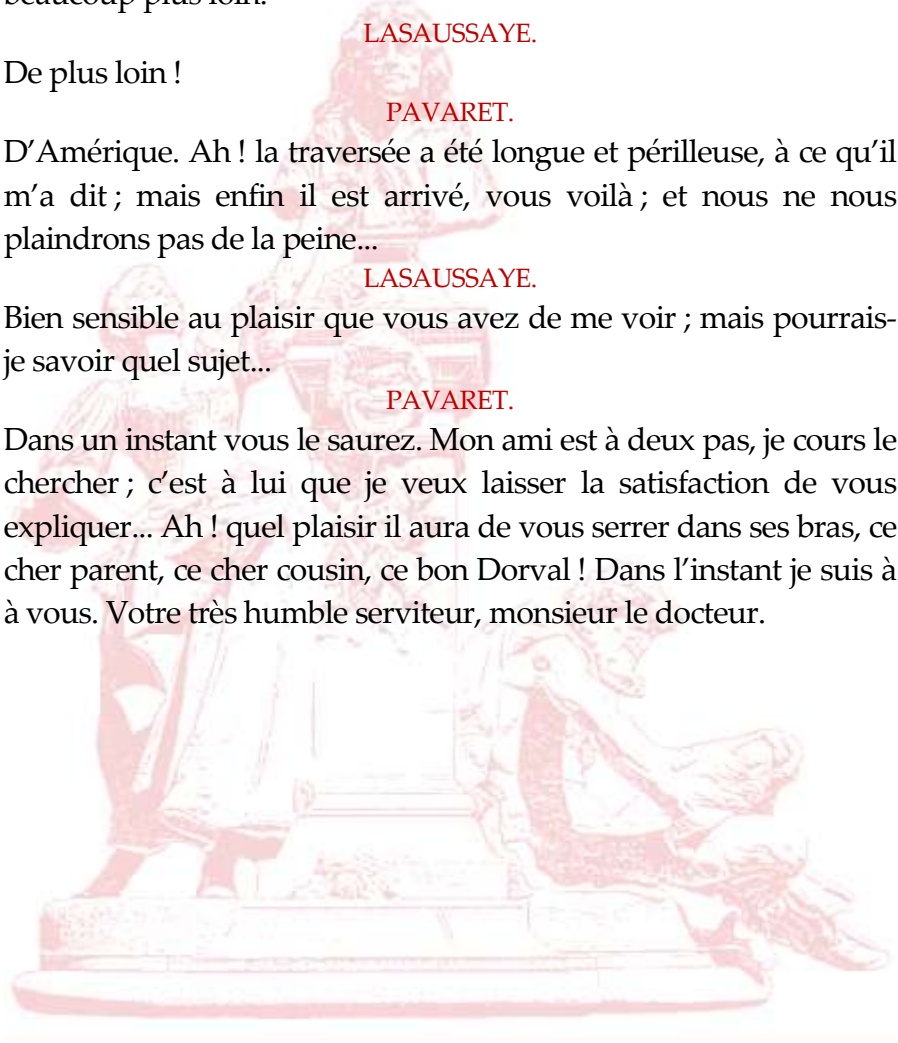 beaucoup plus loin.
LASAUSSAYE.
De plus loin !
PAVARET.
D’Amérique. Ah ! la traversée a été longue et périlleuse, à ce qu’il
m’a dit ; mais enfin il est arrivé, vous voilà ; et nous ne nous
plaindrons pas de la peine...
LASAUSSAYE.
Bien sensible au plaisir que vous avez de me voir ; mais pourrais-
je savoir quel sujet...
PAVARET.
Dans un instant vous le saurez. Mon ami est à deux pas, je cours le
chercher ; c’est à lui que je veux laisser la satisfaction de vous
expliquer... Ah ! quel plaisir il aura de vous serrer dans ses bras, ce
cher parent, ce cher cousin, ce bon Dorval ! Dans l’instant je suis à
à vous. Votre très humble serviteur, monsieur le docteur.